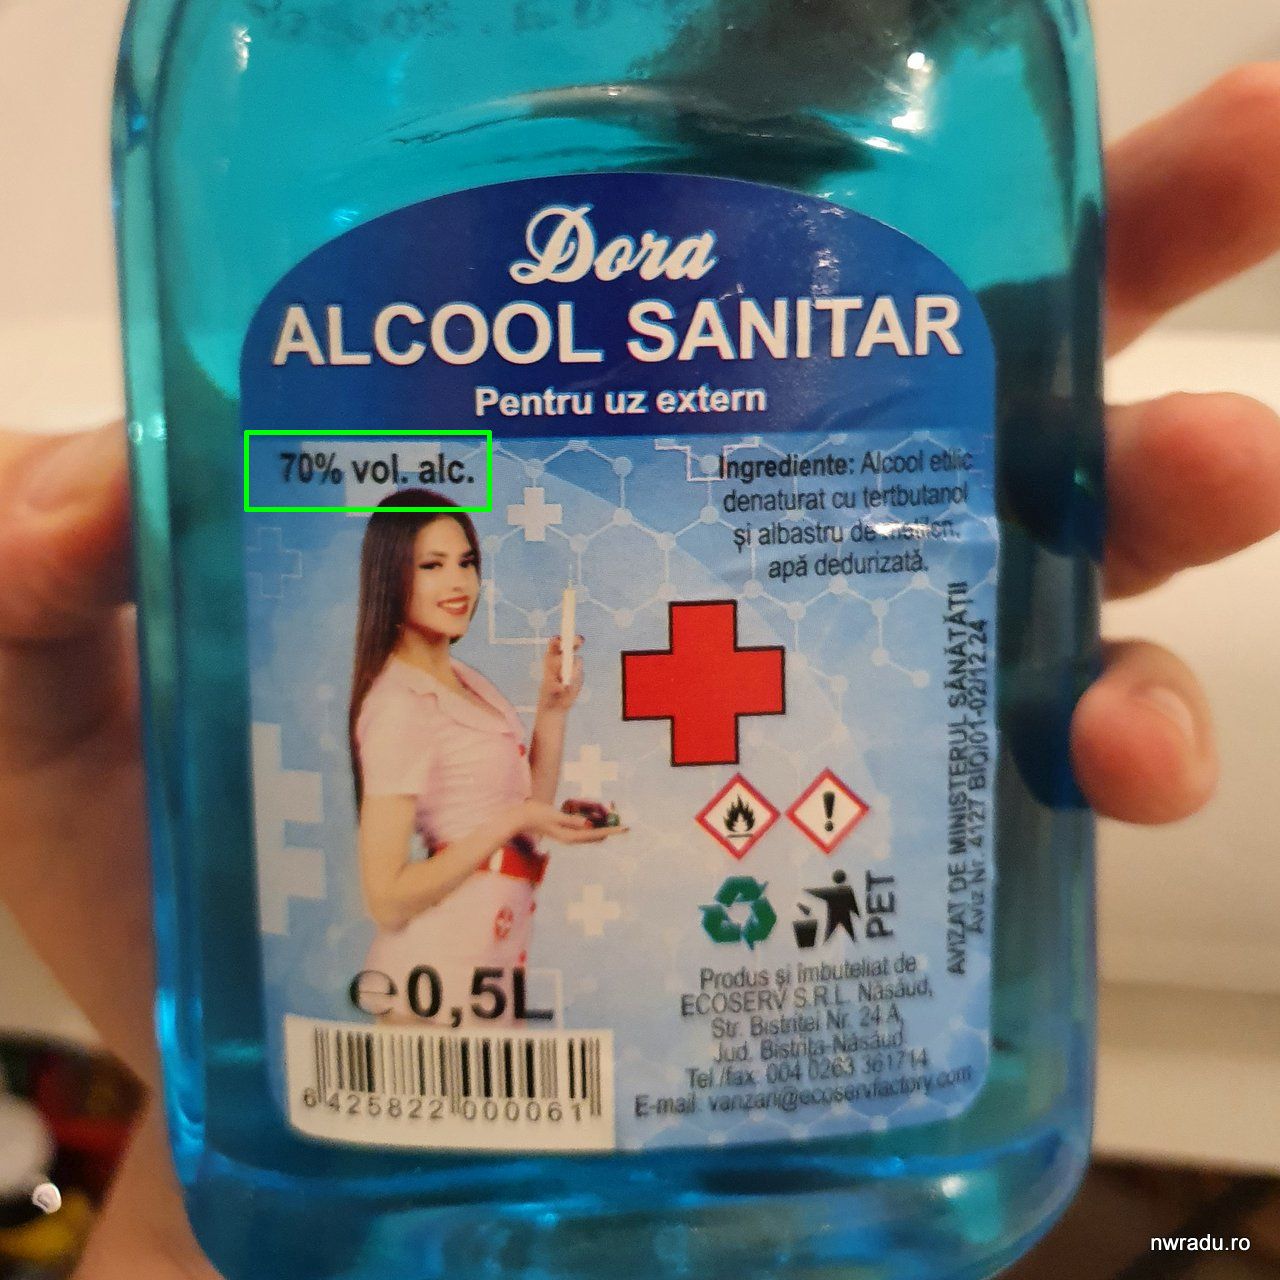 Dora
ALCOOL SANITAR
Pentru uz extern
70% vol. alc.
Ingrediente: Alcool etilic
denaturat cu tertbutanol
și albastru de
apă dedurizată.
AVIZAT DE MINISTERUL SĂNĂTĂȚII
Aviz Nr. 4127 BIO/01-02/12.24
PET
℮0,5L
6 425822 000061
Produs și îmbuteliat de
ECOSERV S.R.L. Năsăud,
Str. Bistriței Nr. 24 A,
Jud. Bistrița-Năsăud
Tel./fax. 004 0263 361714
E-mail: vanzari@ecoservfactory.com
nwradu.ro